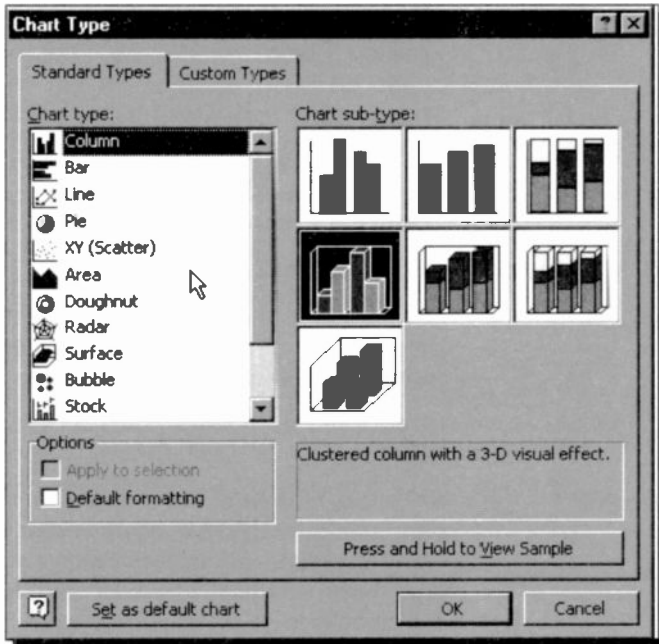 Chart Type
Standard Types
Custom Types
Chart type:
Column
Bar
Line
Pie
XY (Scatter)
Area
Doughnut
Radar
Surface
Bubble
Stock
Chart sub-type:
Options
Apply to selection
Default formatting
Clustered column with a 3-D visual effect.
Press and Hold to View Sample
Set as default chart
OK
Cancel